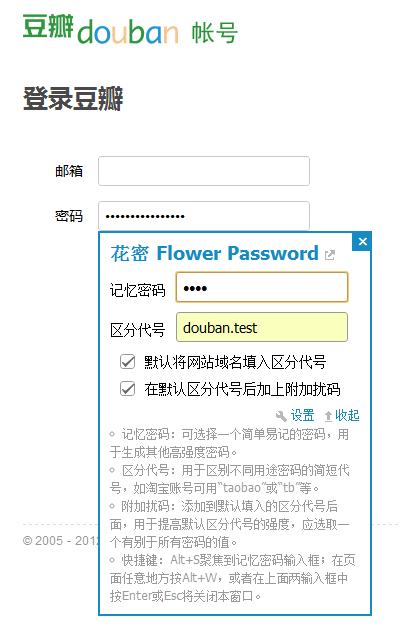 豆瓣douban 帐号
登录豆瓣
邮箱
密码 ••••••••••••••••
花密 Flower Password
记忆密码 ••••
区分代号 douban.test
默认将网站域名填入区分代号
在默认区分代号后加上附加扰码
设置 收起
记忆密码：可选择一个简单易记的密码，用
于生成其他高强度密码。
区分代号：用于区别不同用途密码的简短代
号，如淘宝账号可用“taobao”或“tb”等。
附加扰码：添加到默认填入的区分代号后
面，用于提高默认区分代号的强度，应选取一
个有别于所有密码的值。
快捷键：Alt+S聚焦到记忆密码输入框；在页
面任意地方按Alt+W，或者在上面两输入框中
按Enter或Esc将关闭本窗口。
© 2005 - 2012